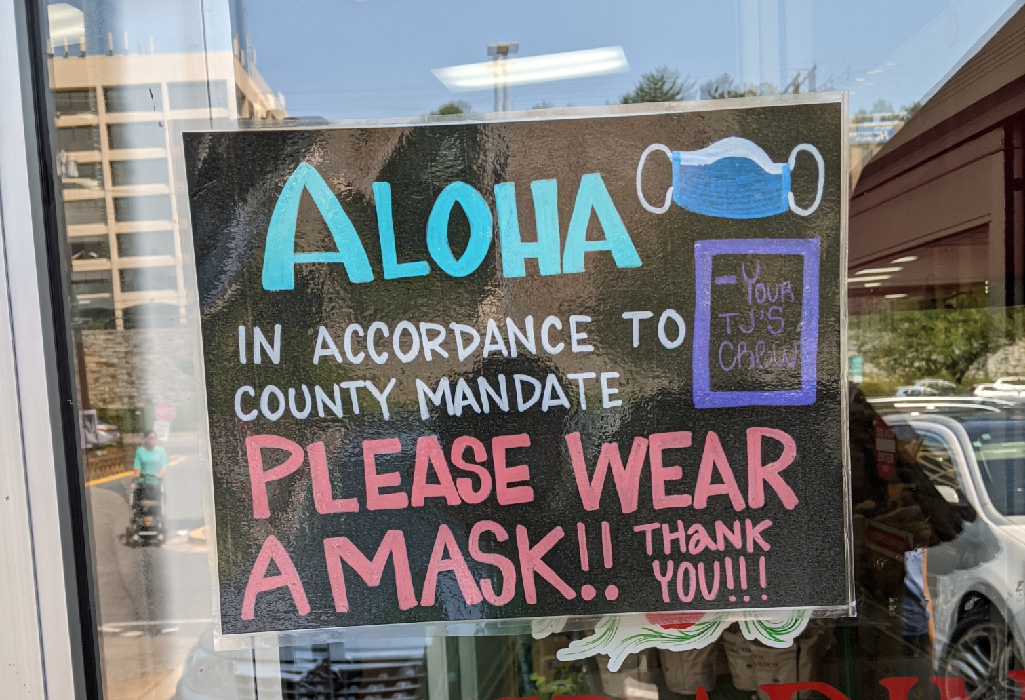 ALOHA
IN ACCORDANCE TO
COUNTY MANDATE
- YOUR
TJ'S
CREW
PLEASE WEAR
A MASK!!
THANK
YOU!!!